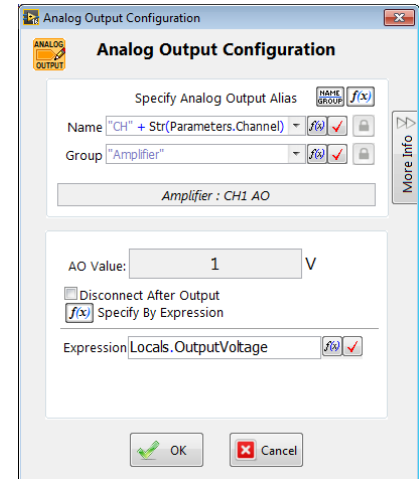 Analog Output Configuration
ANALOG
OUTPUT
Analog Output Configuration
Specify Analog Output Alias
NAME
GROUP
f(x)
Name "CH" + Str(Parameters.Channel) f(x)
Group "Amplifier" f(x)
More Info
Amplifier : CH1 AO
AO Value: 1 V
Disconnect After Output
f(x) Specify By Expression
Expression Locals.OutputVoltage f(x)
OK Cancel